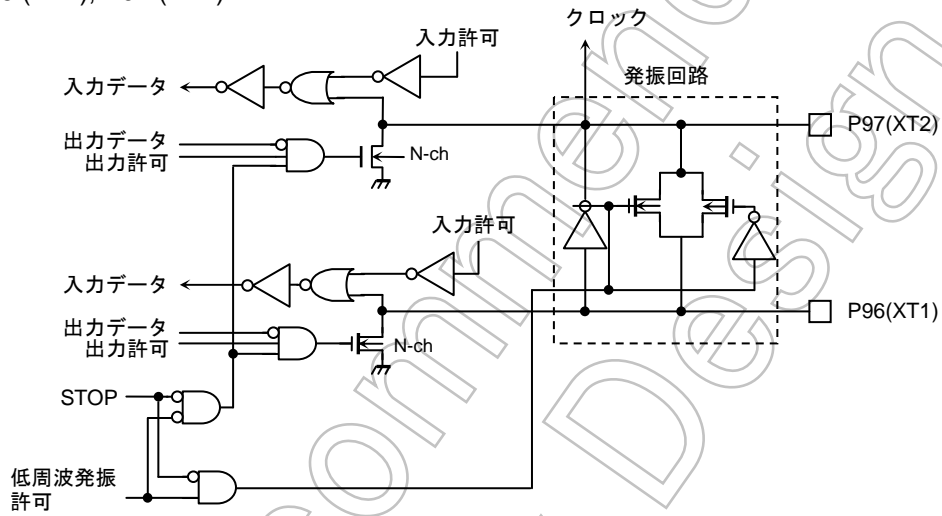 クロック
入力許可
入力データ
発振回路
P97(XT2)
出力データ
出力許可
N-ch
入力許可
入力データ
P96(XT1)
出力データ
出力許可
N-ch
STOP
低周波発振
許可
Design